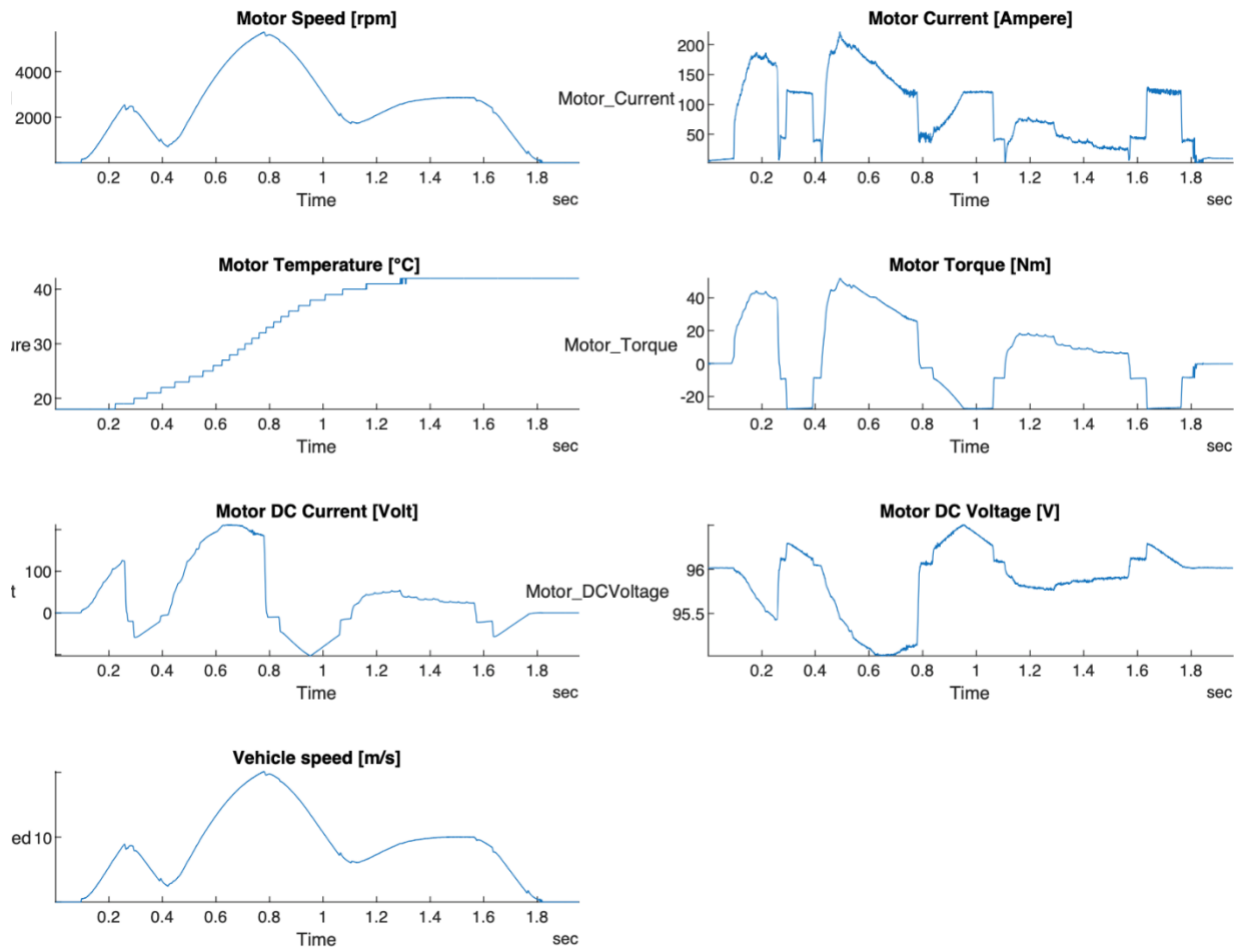 Motor Speed [rpm]
4000
2000
0.2 0.4 0.6 0.8 1 1.2 1.4 1.6 1.8
Time
sec
Motor Current [Ampere]
Motor_Current
200
150
100
50
0.2 0.4 0.6 0.8 1 1.2 1.4 1.6 1.8
Time
sec
Motor Temperature [°C]
ure
40
30
20
0.2 0.4 0.6 0.8 1 1.2 1.4 1.6 1.8
Time
sec
Motor Torque [Nm]
Motor_Torque
40
20
0
-20
0.2 0.4 0.6 0.8 1 1.2 1.4 1.6 1.8
Time
sec
Motor DC Current [Volt]
t
100
0
0.2 0.4 0.6 0.8 1 1.2 1.4 1.6 1.8
Time
sec
Motor DC Voltage [V]
Motor_DCVoltage
96
95.5
0.2 0.4 0.6 0.8 1 1.2 1.4 1.6 1.8
Time
sec
Vehicle speed [m/s]
ed
10
0.2 0.4 0.6 0.8 1 1.2 1.4 1.6 1.8
Time
sec